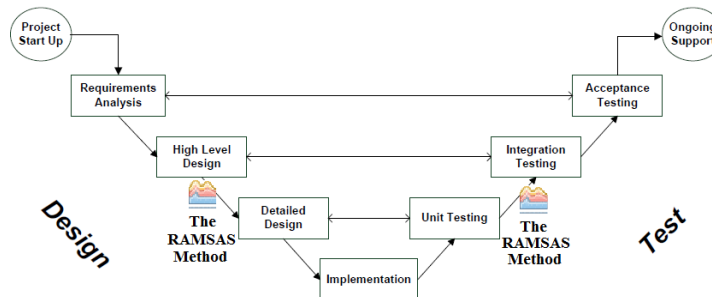 Project
Start Up
Ongoing
Support
Requirements
Analysis
Acceptance
Testing
High Level
Design
Integration
Testing
The
RAMSAS
Method
Detailed
Design
Unit Testing
The
RAMSAS
Method
Design
Test
Implementation